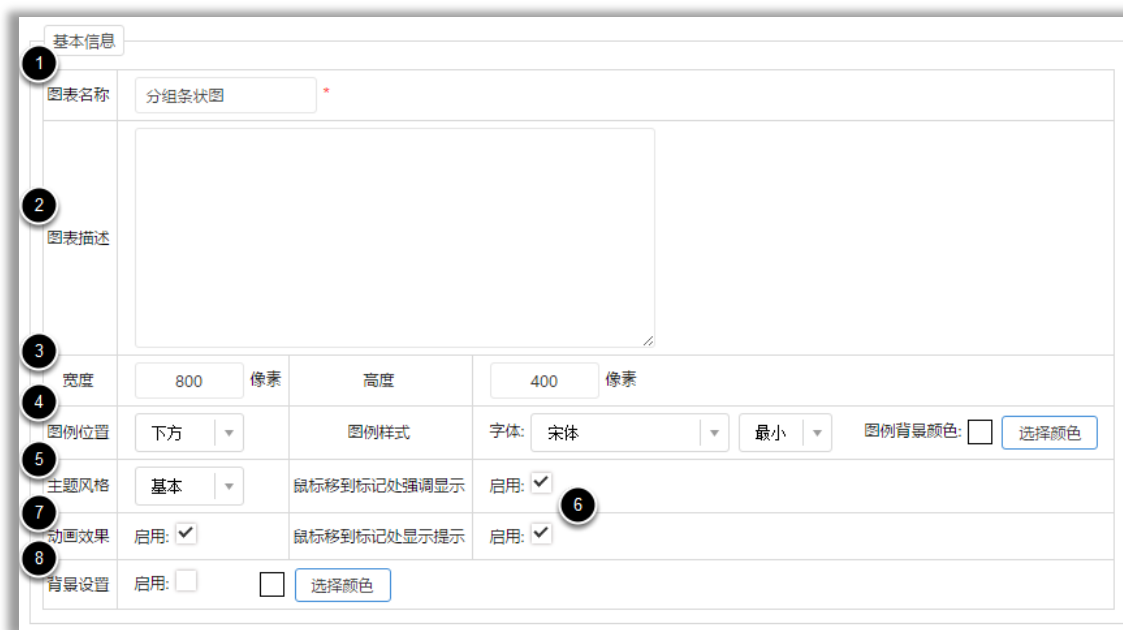 基本信息
1
图表名称 分组条状图 *
2
图表描述
3
宽度 800 像素 高度 400 像素
4
图例位置 下方 图例样式 字体: 宋体 最小 图例背景颜色: 选择颜色
5
主题风格 基本 鼠标移到标记处强调显示 启用:
6
7
动画效果 启用: 鼠标移到标记处显示提示 启用:
8
背景设置 启用: 选择颜色